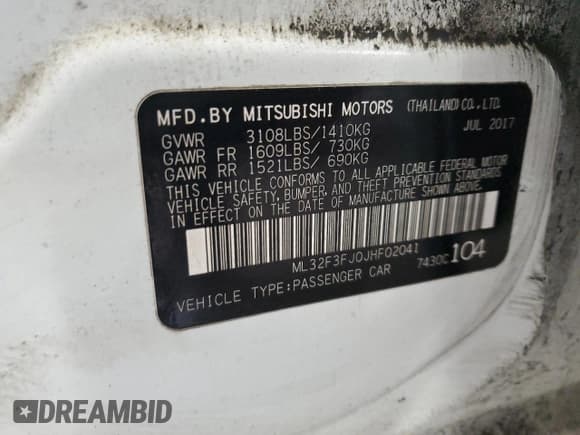 MFD. BY MITSUBISHI MOTORS (THAILAND) CO., LTD.
GVWR 3108LBS/1410KG JUL 2017
GAWR FR 1609LBS/ 730KG
GAWR RR 1521LBS/ 690KG
THIS VEHICLE CONFORMS TO ALL APPLICABLE FEDERAL MOTOR
VEHICLE SAFETY, BUMPER, AND THEFT PREVENTION STANDARDS
IN EFFECT ON THE DATE OF MANUFACTURE SHOWN ABOVE.
ML32F3FJ0JHF02041
VEHICLE TYPE:PASSENGER CAR 7430C 104
DREAMBID